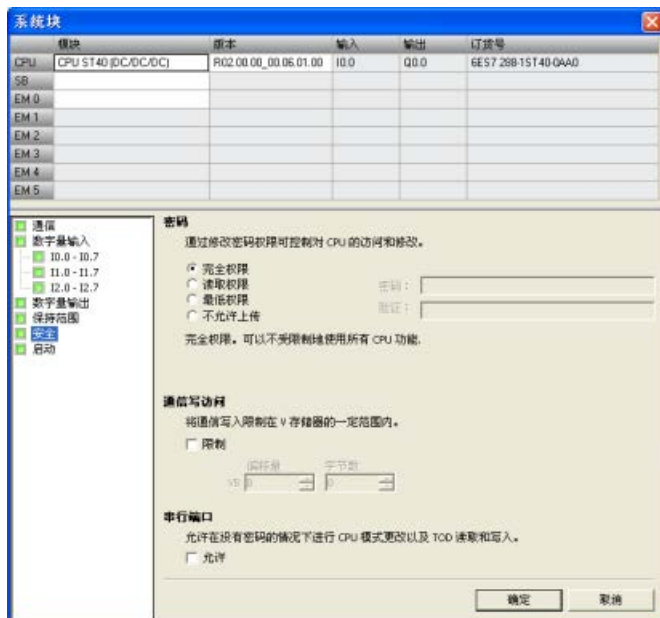 系统块
模块 版本 输入 输出 订货号
CPU CPU ST40 (DC/DC/DC) R02.00.00_00.06.01.00 I0.0 Q0.0 6ES7 288-1ST40-0AA0
SB
EM 0
EM 1
EM 2
EM 3
EM 4
EM 5
通信
数字量输入
I0.0 - I0.7
I1.0 - I1.7
I2.0 - I2.7
数字量输出
保持范围
安全
启动
密码
通过修改密码权限可控制对 CPU 的访问和修改。
完全权限
读取权限 密码：
最低权限 验证：
不允许上传
完全权限。可以不受限制地使用所有 CPU 功能.
通信写访问
将通信写入限制在 V 存储器的一定范围内。
限制
偏移量 字节数
VB 0 0
串行端口
允许在没有密码的情况下进行 CPU 模式更改以及 TOD 读取和写入。
允许
确定 取消